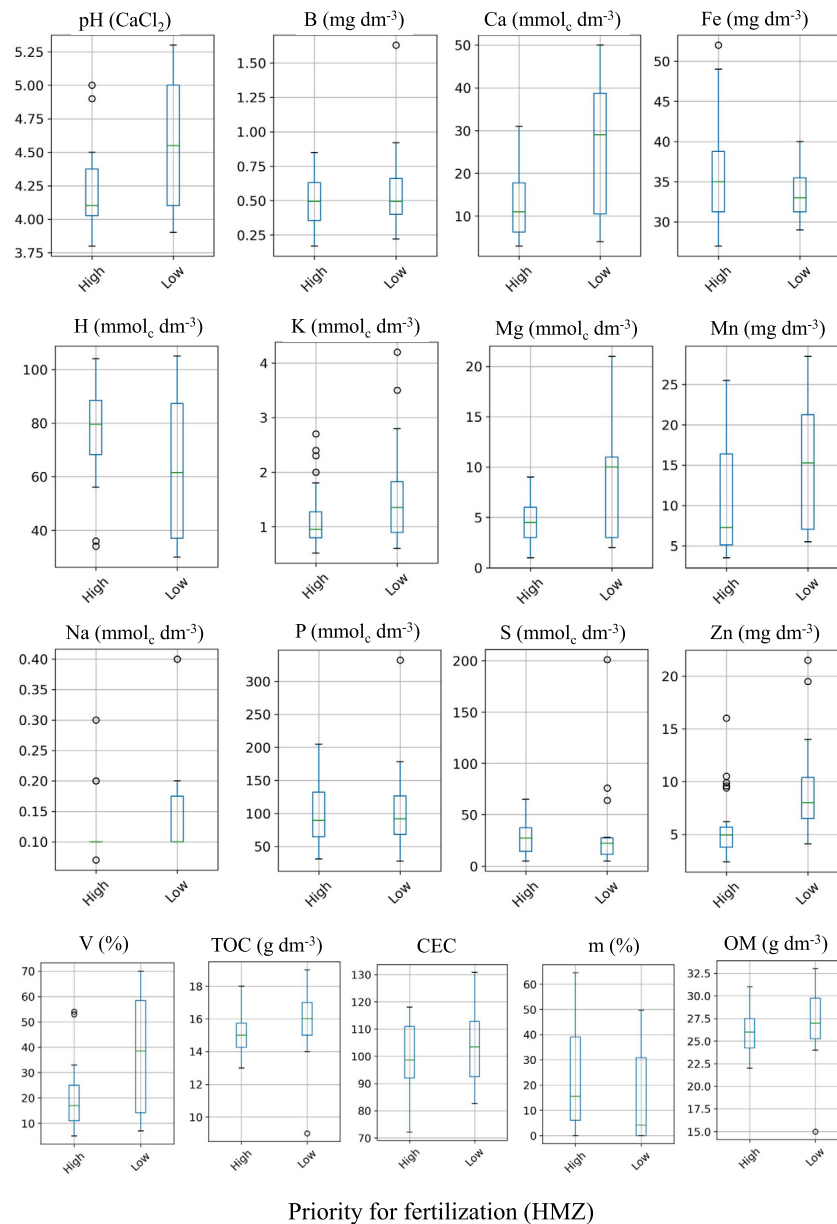 pH (CaCl₂)
5.25
5.00
4.75
4.50
4.25
4.00
3.75
High
Low
B (mg dm⁻³)
1.50
1.25
1.00
0.75
0.50
0.25
High
Low
Ca (mmol꜀ dm⁻³)
50
40
30
20
10
High
Low
Fe (mg dm⁻³)
50
45
40
35
30
High
Low
H (mmol꜀ dm⁻³)
100
80
60
40
High
Low
K (mmol꜀ dm⁻³)
4
3
2
1
High
Low
Mg (mmol꜀ dm⁻³)
20
15
10
5
0
High
Low
Mn (mg dm⁻³)
25
20
15
10
5
High
Low
Na (mmol꜀ dm⁻³)
0.40
0.35
0.30
0.25
0.20
0.15
0.10
High
Low
P (mmol꜀ dm⁻³)
300
250
200
150
100
50
High
Low
S (mmol꜀ dm⁻³)
200
150
100
50
0
High
Low
Zn (mg dm⁻³)
20
15
10
5
High
Low
V (%)
70
60
50
40
30
20
10
High
Low
TOC (g dm⁻³)
18
16
14
12
10
High
Low
CEC
130
120
110
100
90
80
70
High
Low
m (%)
60
50
40
30
20
10
0
High
Low
OM (g dm⁻³)
32.5
30.0
27.5
25.0
22.5
20.0
17.5
15.0
High
Low
Priority for fertilization (HMZ)